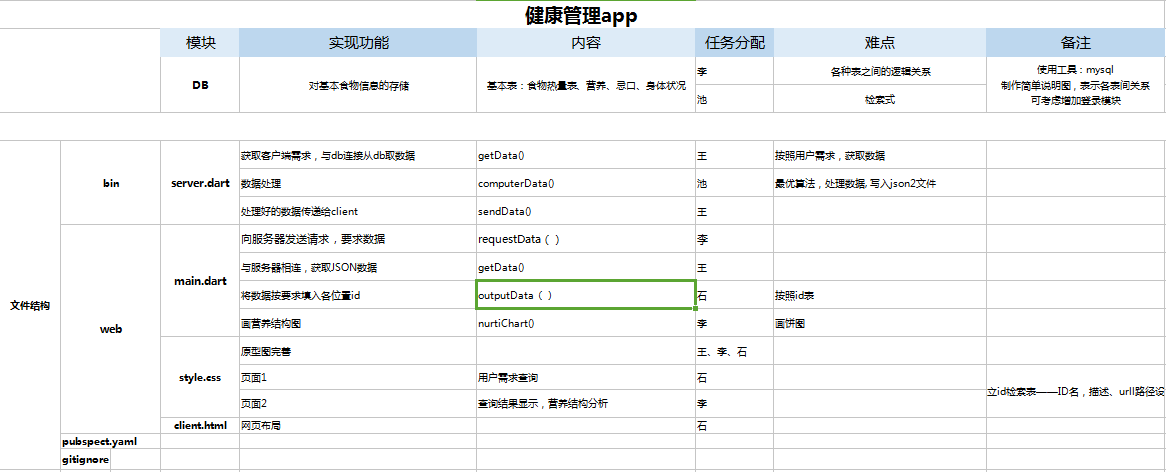 健康管理app
模块 实现功能 内容 任务分配 难点 备注
DB 对基本食物信息的存储 基本表：食物热量表、营养、忌口、身体状况
李 各种表之间的逻辑关系
池 检索式
使用工具：mysql
制作简单说明图，表示各表间关系
可考虑增加登录模块
文件结构
bin
server.dart
获取客户端需求，与db连接从db取数据 getData() 王 按照用户需求，获取数据
数据处理 computerData() 池 最优算法，处理数据, 写入json2文件
处理好的数据传递给client sendData() 王
web
main.dart
向服务器发送请求，要求数据 requestData（） 李
与服务器相连，获取JSON数据 getData() 王
将数据按要求填入各位置id outputData（） 石 按照id表
画营养结构图 nurtiChart() 李 画饼图
style.css
原型图完善 王、李、石
页面1 用户需求查询 石
页面2 查询结果显示，营养结构分析 李
立id检索表——ID名，描述、urll路径设
client.html 网页布局 石
pubspect.yaml
gitignore